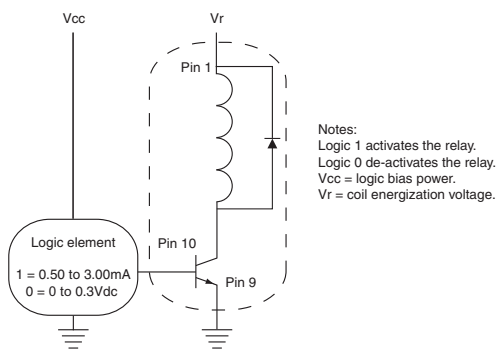 Vcc
Vr
Pin 1
Notes:
Logic 1 activates the relay.
Logic 0 de-activates the relay.
Vcc = logic bias power.
Vr = coil energization voltage.
Logic element
1 = 0.50 to 3.00mA
0 = 0 to 0.3Vdc
Pin 10
Pin 9